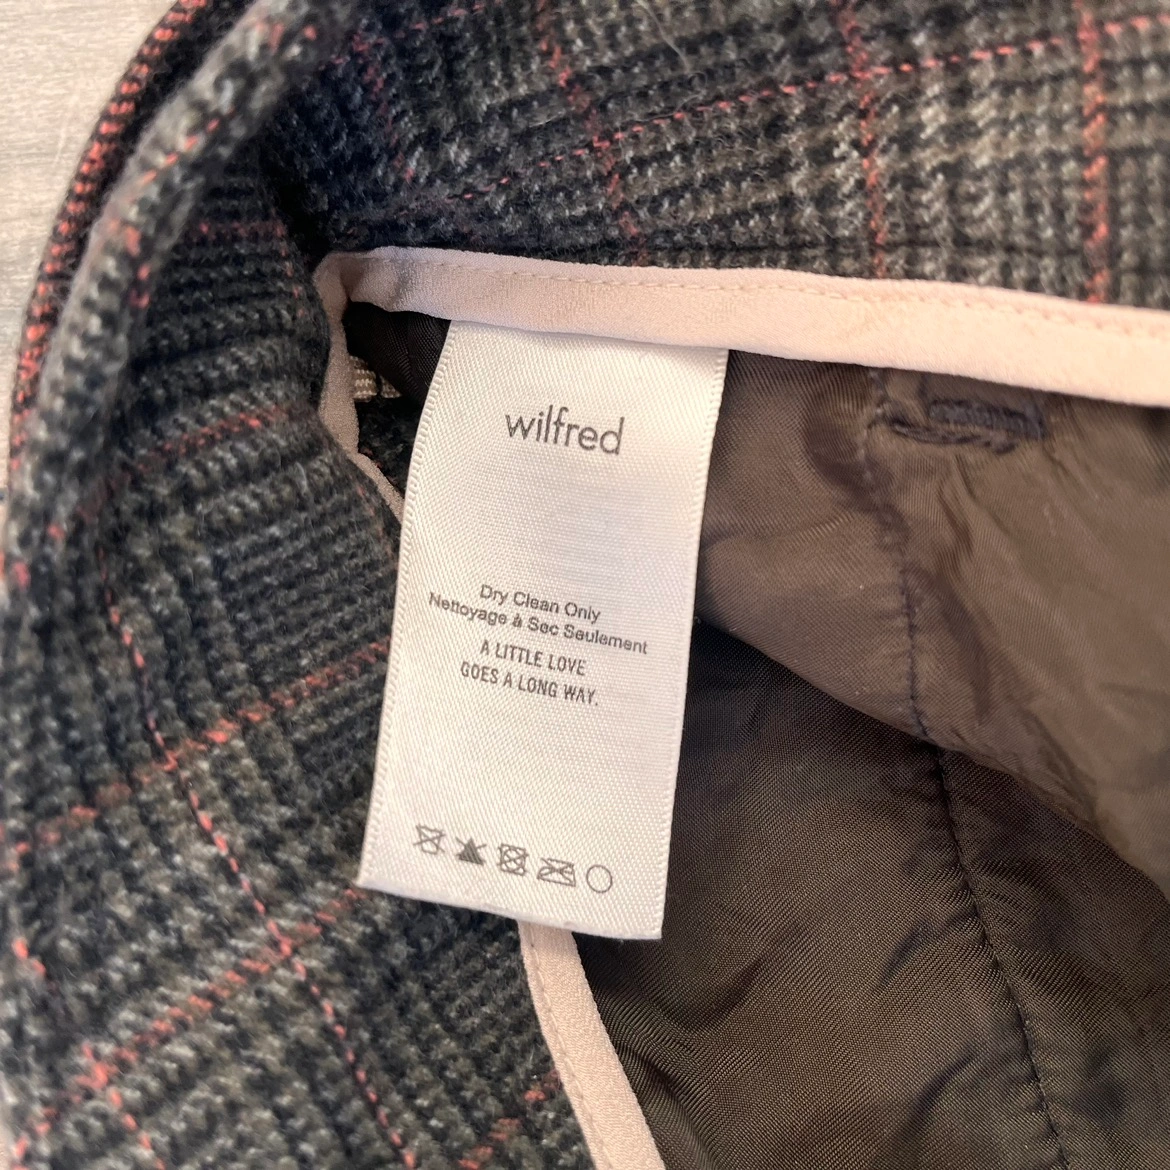 wilfred
Dry Clean Only
Nettoyage à Sec Seulement
A LITTLE LOVE
GOES A LONG WAY.